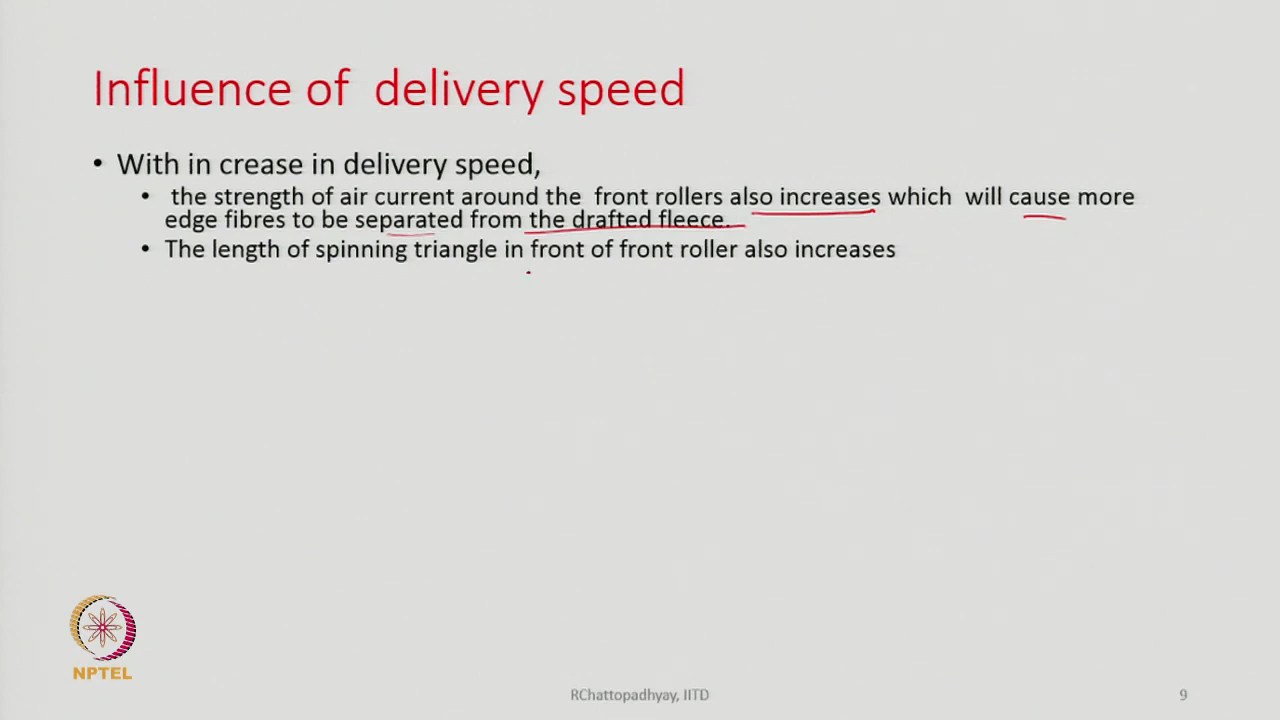 Influence of delivery speed
• With in crease in delivery speed,
• the strength of air current around the front rollers also increases which will cause more
edge fibres to be separated from the drafted fleece.
• The length of spinning triangle in front of front roller also increases
NPTEL
RChattopadhyay, IITD
9